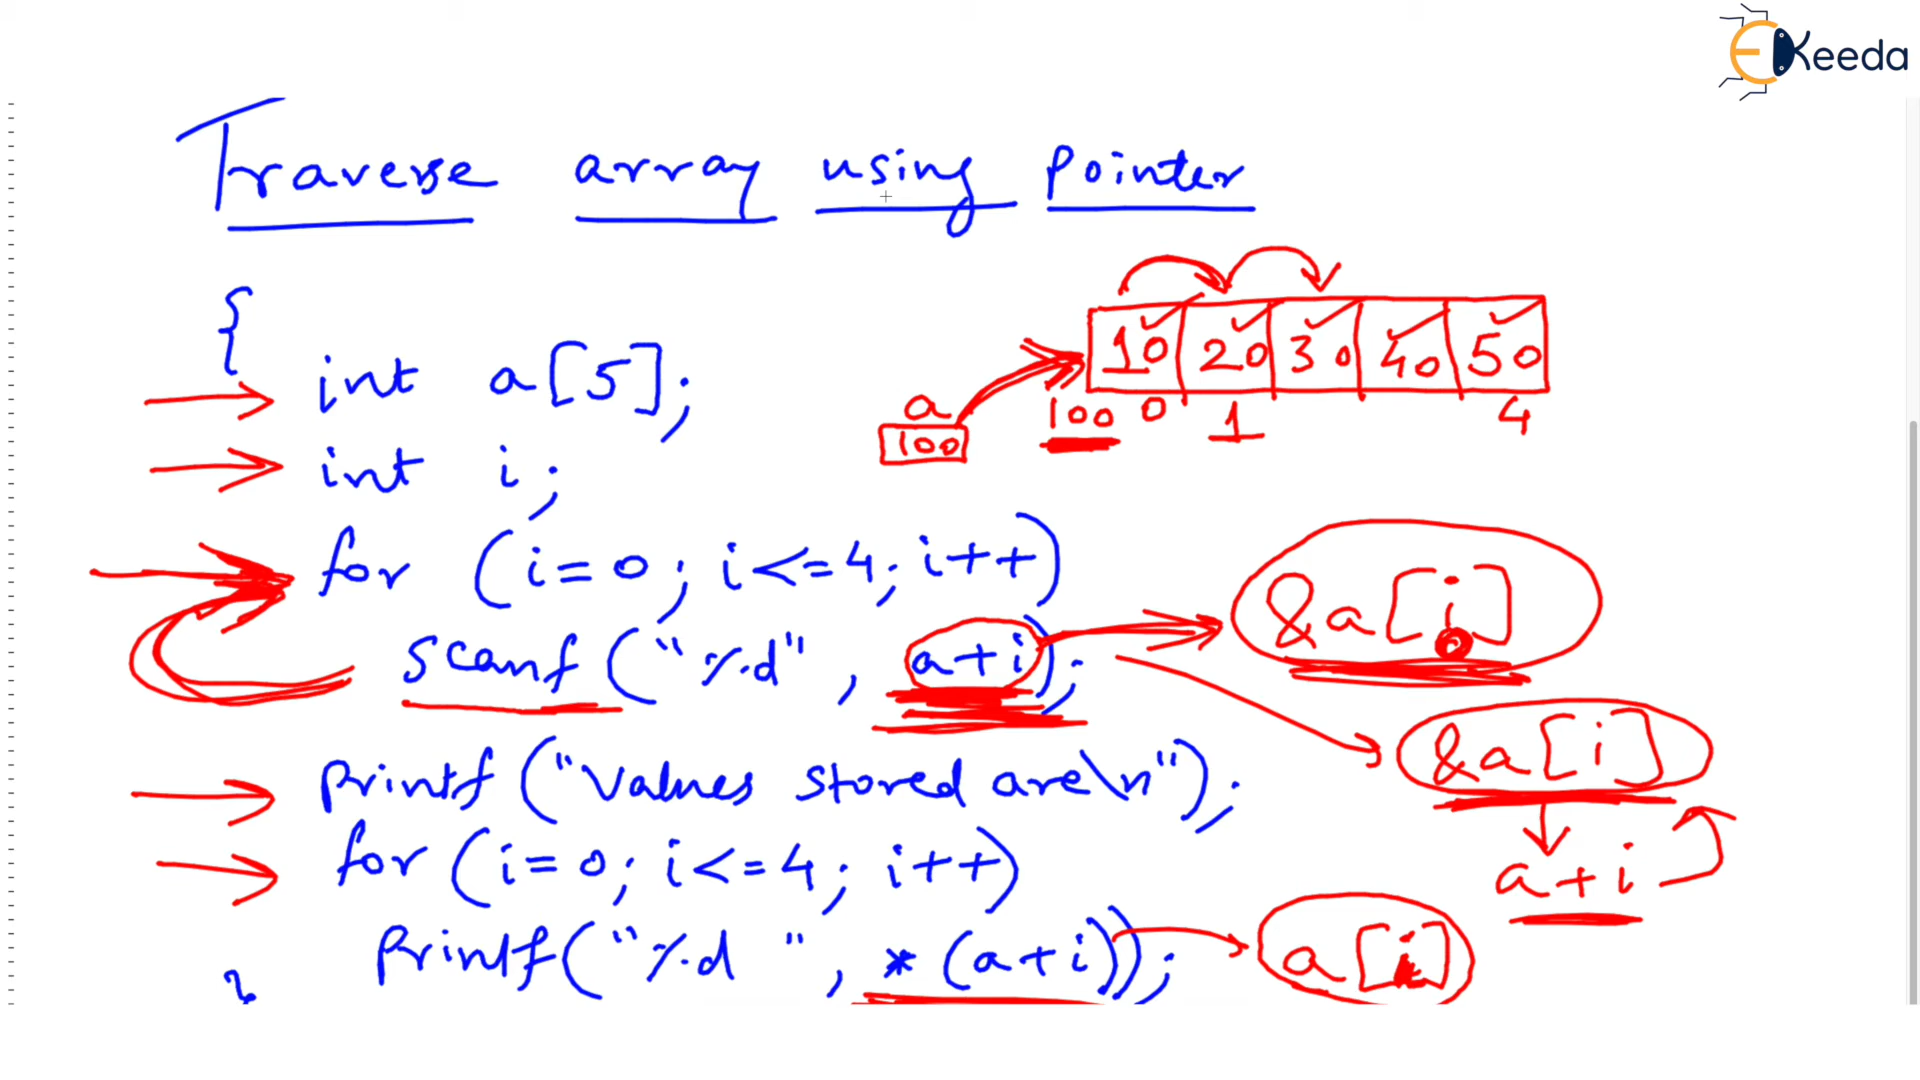 EKeeda
Traverse array using pointer
{
int a[5];
10 20 30 40 50
a 100 0 1 4
100
int i;
for (i=0; i<=4; i++)
&a[i]
0
scanf("%d", a+i);
&a[i]
printf("Values stored are\n");
a+i
for(i=0; i<=4; i++)
printf("%d ", *(a+i));
a[i]